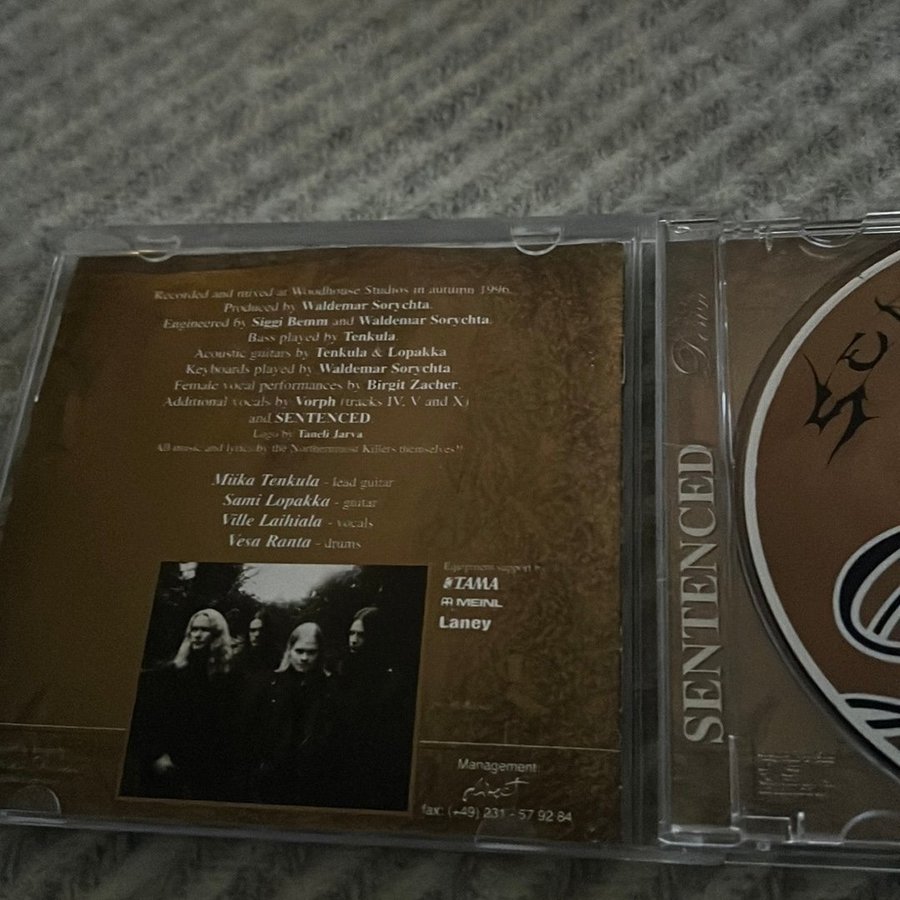 Recorded and mixed at Woodhouse Studios in autumn 1996.
Produced by Waldemar Sorychta.
Engineered by Siggi Bemm and Waldemar Sorychta.
Bass played by Tenkula.
Acoustic guitars by Tenkula & Lopakka
Keyboards played by Waldemar Sorychta
Female vocal performances by Birgit Zacher.
Additional vocals by Vorph (tracks IV, V and X)
and SENTENCED
Logo by Taneli Jarva
All music and lyrics by the Northernmost Killers themselves!!
Miika Tenkula - lead guitar
Sami Lopakka - guitar
Ville Laihiala - vocals
Vesa Ranta - drums
Equipment support by
TAMA
MEINL
Laney
Management:
fax: (+49) 231 - 57 92 84
Down
SENTENCED